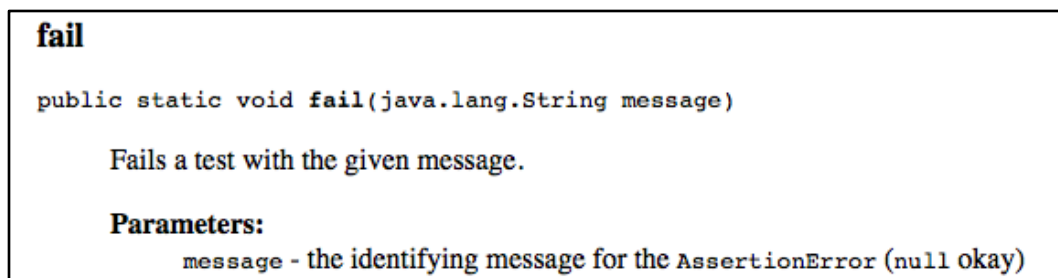 fail
public static void fail(java.lang.String message)
Fails a test with the given message.
Parameters:
message - the identifying message for the AssertionError (null okay)